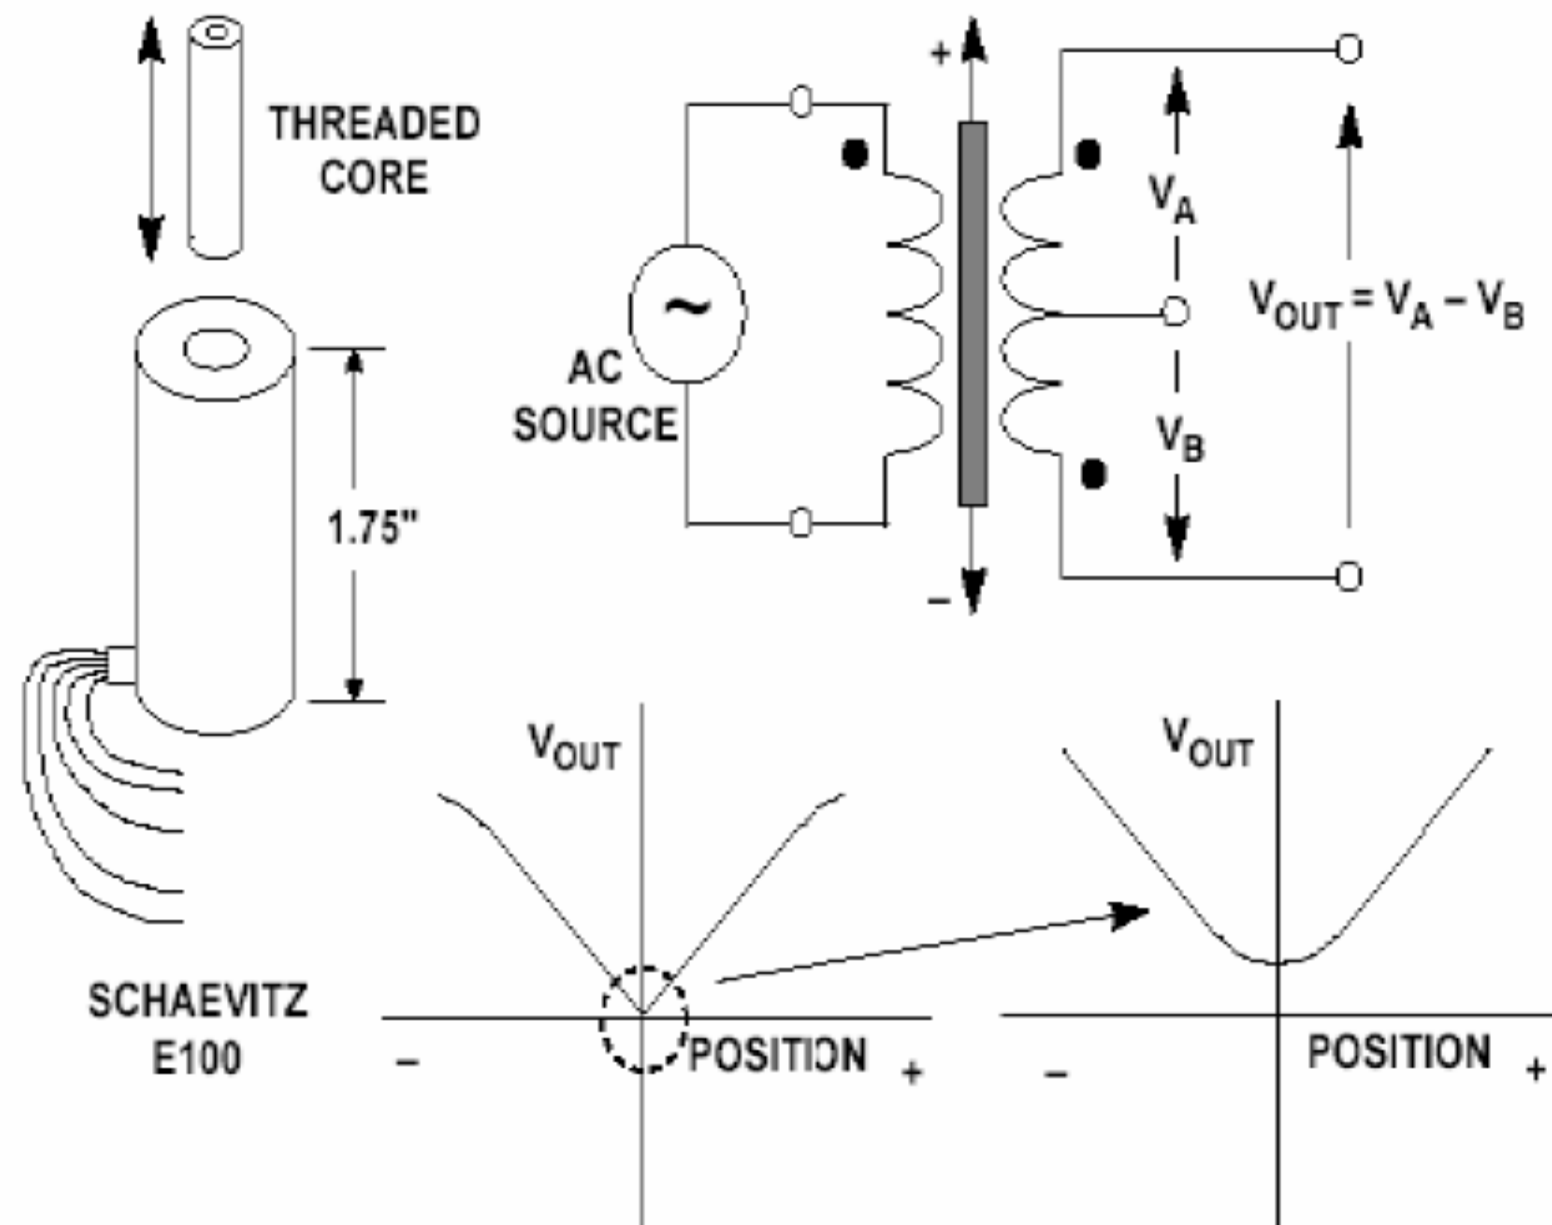 THREADED
CORE
1.75"
SCHAEVITZ
E100
+
–
~
AC
SOURCE
V_A
V_B
V_OUT = V_A – V_B
V_OUT
–
POSITION
+
V_OUT
–
POSITION
+